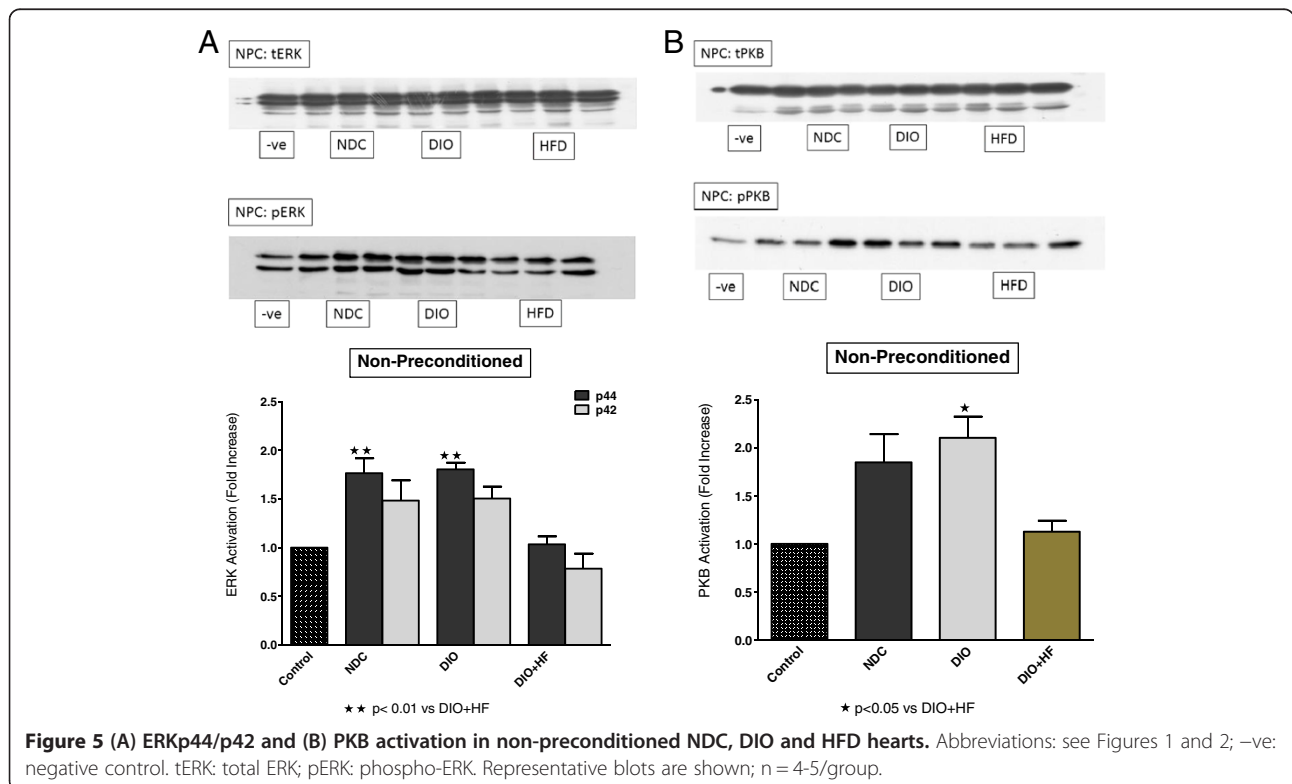 A
NPC: tERK
-ve NDC DIO HFD
NPC: pERK
-ve NDC DIO HFD
Non-Preconditioned
p44
p42
ERK Activation (Fold Increase)
2.5
2.0
1.5
1.0
0.5
0.0
★★ ★★
Control NDC DIO DIO+HF
★★ p< 0.01 vs DIO+HF
B
NPC: tPKB
-ve NDC DIO HFD
NPC: pPKB
-ve NDC DIO HFD
Non-Preconditioned
PKB Activation (Fold Increase)
2.5
2.0
1.5
1.0
0.5
0.0
★
Control NDC DIO DIO+HF
★ p<0.05 vs DIO+HF
Figure 5 (A) ERKp44/p42 and (B) PKB activation in non-preconditioned NDC, DIO and HFD hearts. Abbreviations: see Figures 1 and 2; −ve:
negative control. tERK: total ERK; pERK: phospho-ERK. Representative blots are shown; n = 4-5/group.